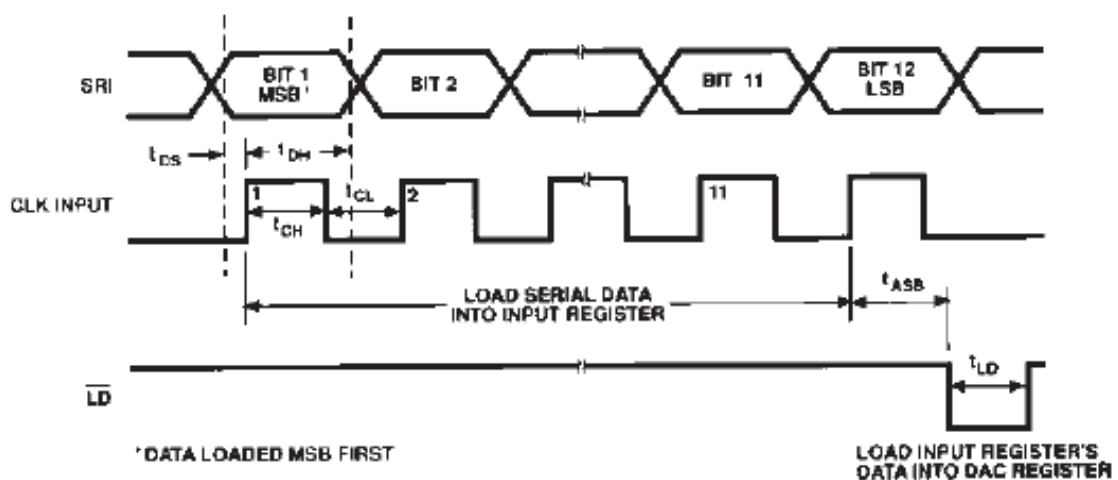 SRI
BIT 1
MSB*
BIT 2
BIT 11
BIT 12
LSB
tDS
tDH
CLK INPUT
1
tCL
2
11
tCH
LOAD SERIAL DATA
INTO INPUT REGISTER
tASB
LD
tLD
*DATA LOADED MSB FIRST
LOAD INPUT REGISTER'S
DATA INTO DAC REGISTER